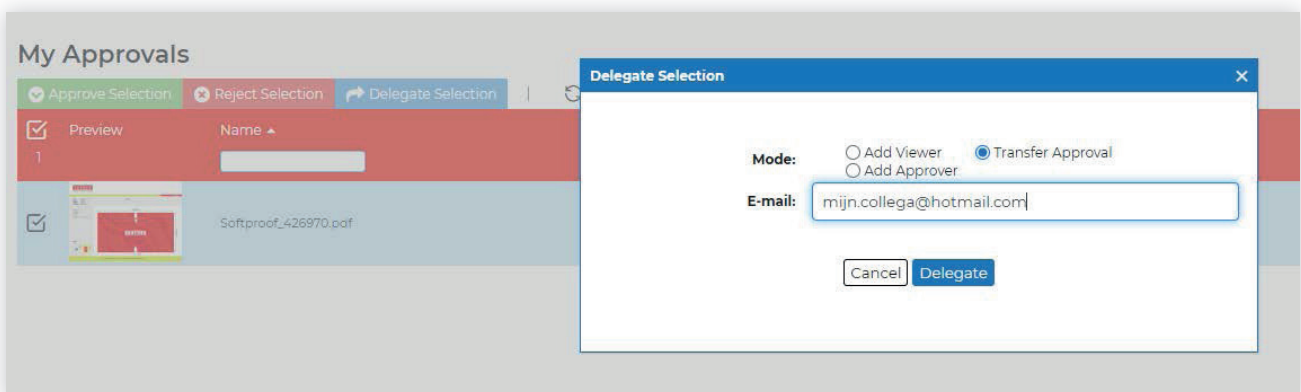 My Approvals
Approve Selection Reject Selection Delegate Selection
Preview Name
1
Softproof_426970.pdf
Delegate Selection
Mode: Add Viewer Transfer Approval
Add Approver
E-mail: mijn.collega@hotmail.com
Cancel Delegate